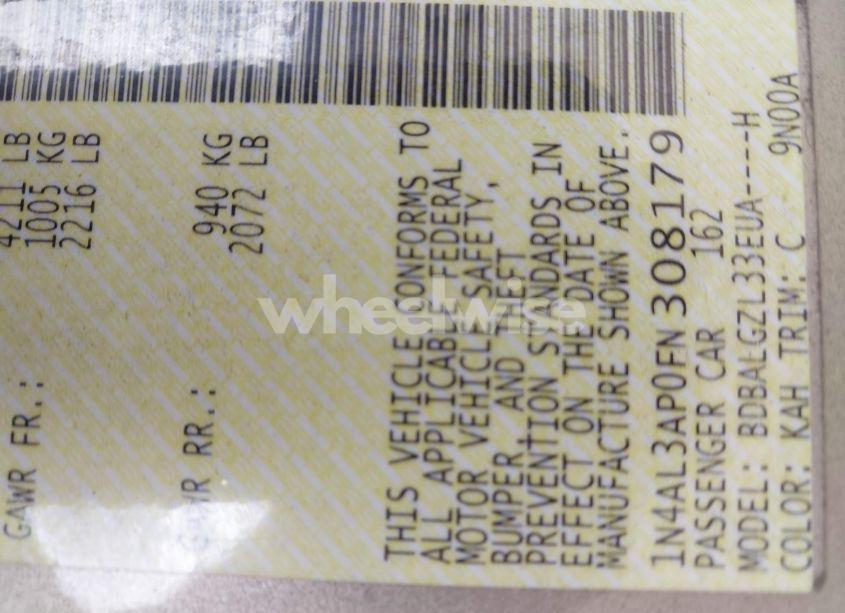 4211 LB
GAWR FR.: 1005 KG
2216 LB
GAWR RR.: 940 KG
2072 LB
THIS VEHICLE CONFORMS TO
ALL APPLICABLE FEDERAL
MOTOR VEHICLE SAFETY,
BUMPER, AND THEFT
PREVENTION STANDARDS IN
EFFECT ON THE DATE OF
MANUFACTURE SHOWN ABOVE.
1N4AL3AP0FN308179
PASSENGER CAR 162
MODEL: BDBALGZL33EUA----H
COLOR: KAH TRIM: C 9N00A
wheelwise